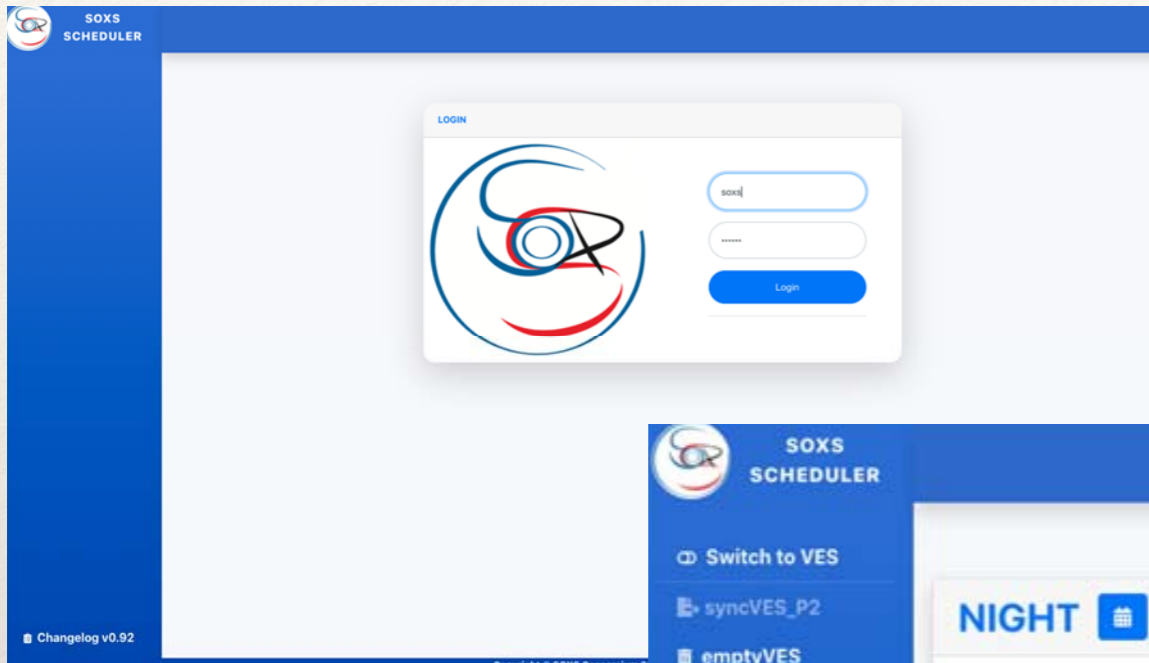 SOXS
SCHEDULER
LOGIN
soxs
Login
Changelog v0.92
SOXS
SCHEDULER
Switch to VES
syncVES_P2
emptyVES
NIGHT